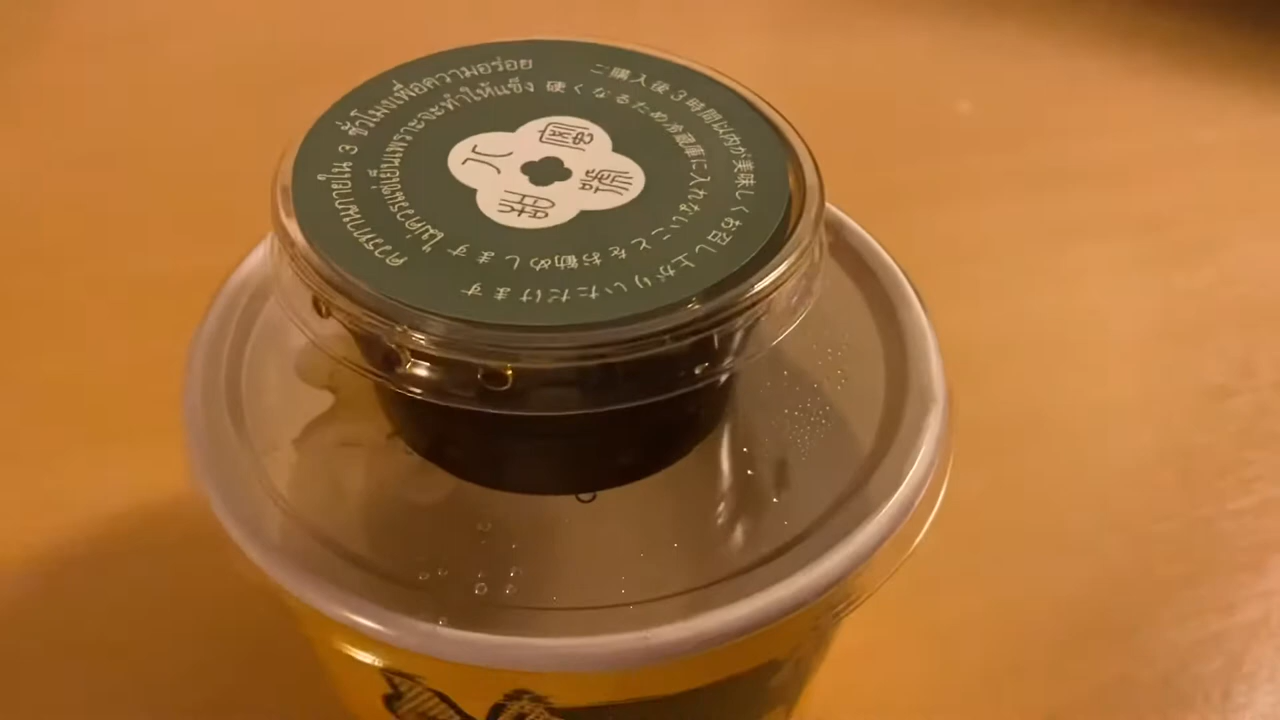 ควรทานภายใน 3 ชั่วโมงเพื่อความอร่อย
ไม่ควรแช่เย็นเพราะจะทำให้แข็ง
ご購入後3時間以内が美味しくお召し上がりいただけます
硬くなるため冷蔵庫に入れないことをお勧めします